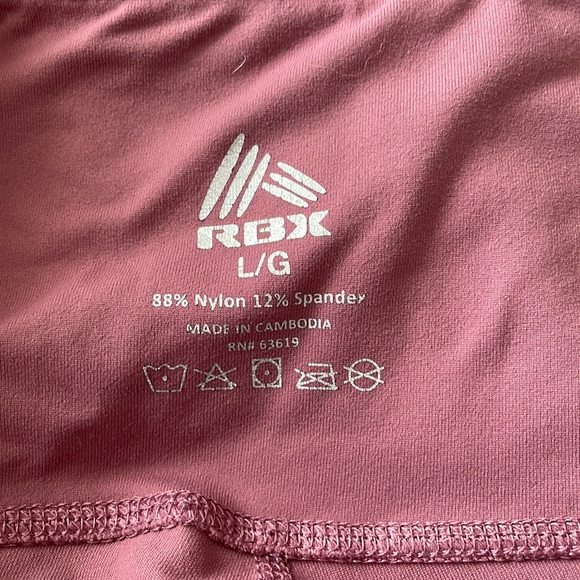 RBX
L/G
88% Nylon 12% Spandex
MADE IN CAMBODIA
RN# 63619